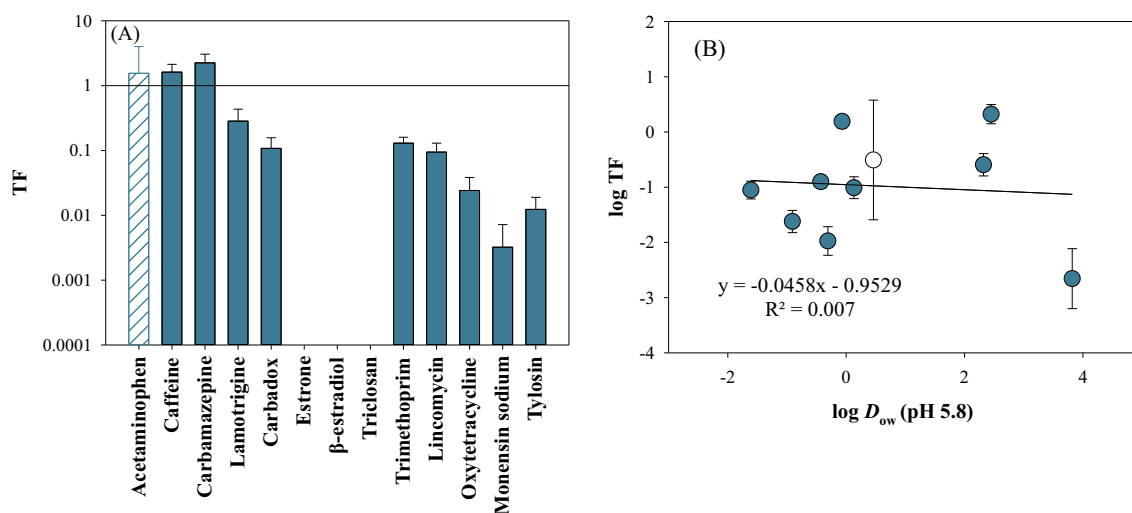 (A)
TF
10
1
0.1
0.01
0.001
0.0001
Acetaminophen
Caffeine
Carbamazepine
Lamotrigine
Carbadox
Estrone
β-estradiol
Triclosan
Trimethoprim
Lincomycin
Oxytetracycline
Monensin sodium
Tylosin
(B)
log TF
2
1
0
-1
-2
-3
-4
y = -0.0458x - 0.9529
R² = 0.007
-2 0 2 4
log Dow (pH 5.8)